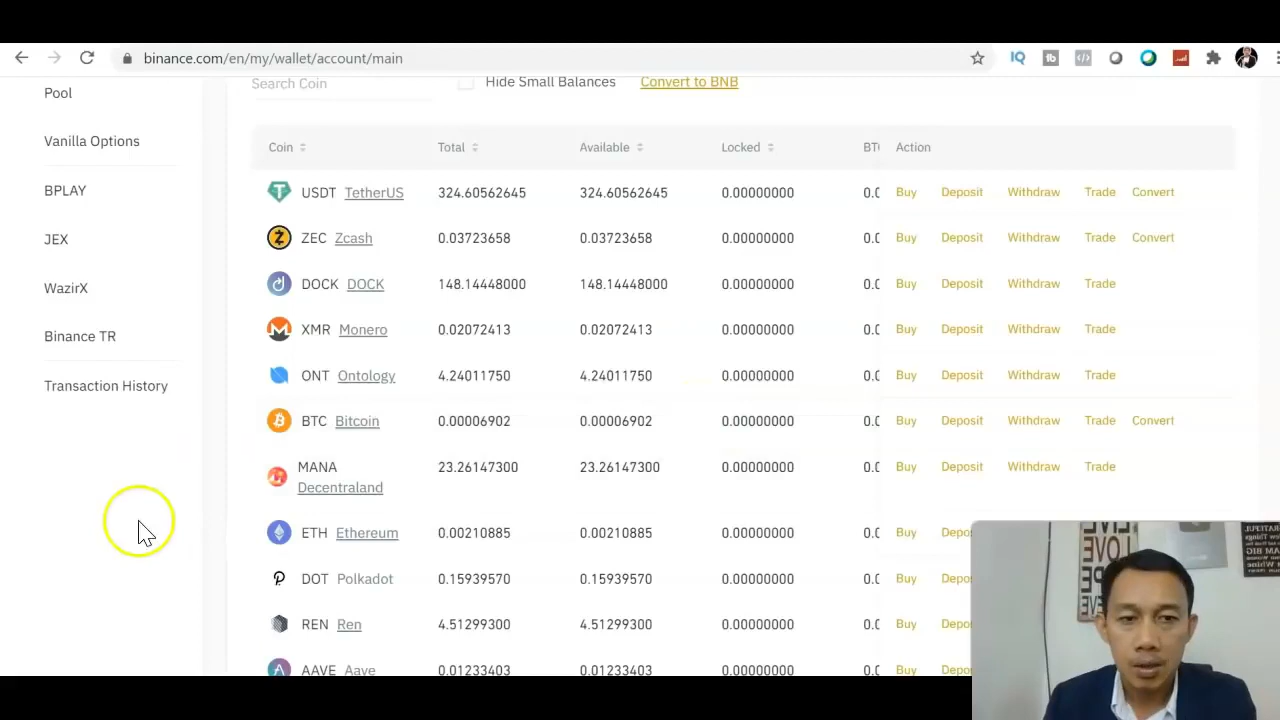 binance.com/en/my/wallet/account/main
Search Coin Hide Small Balances Convert to BNB
Pool
Vanilla Options
BPLAY
JEX
WazirX
Binance TR
Transaction History
Coin Total Available Locked Action
USDT TetherUS 324.60562645 324.60562645 0.00000000 Buy Deposit Withdraw Trade Convert
ZEC Zcash 0.03723658 0.03723658 0.00000000 Buy Deposit Withdraw Trade Convert
DOCK DOCK 148.14448000 148.14448000 0.00000000 Buy Deposit Withdraw Trade
XMR Monero 0.02072413 0.02072413 0.00000000 Buy Deposit Withdraw Trade
ONT Ontology 4.24011750 4.24011750 0.00000000 Buy Deposit Withdraw Trade
BTC Bitcoin 0.00006902 0.00006902 0.00000000 Buy Deposit Withdraw Trade Convert
MANA 23.26147300 23.26147300 0.00000000 Buy Deposit Withdraw Trade
Decentraland
ETH Ethereum 0.00210885 0.00210885 0.00000000 Buy
DOT Polkadot 0.15939570 0.15939570 0.00000000 Buy
REN Ren 4.51299300 4.51299300 0.00000000 Buy
AAVE Aave 0.01233403 0.01233403 0.00000000 Buy